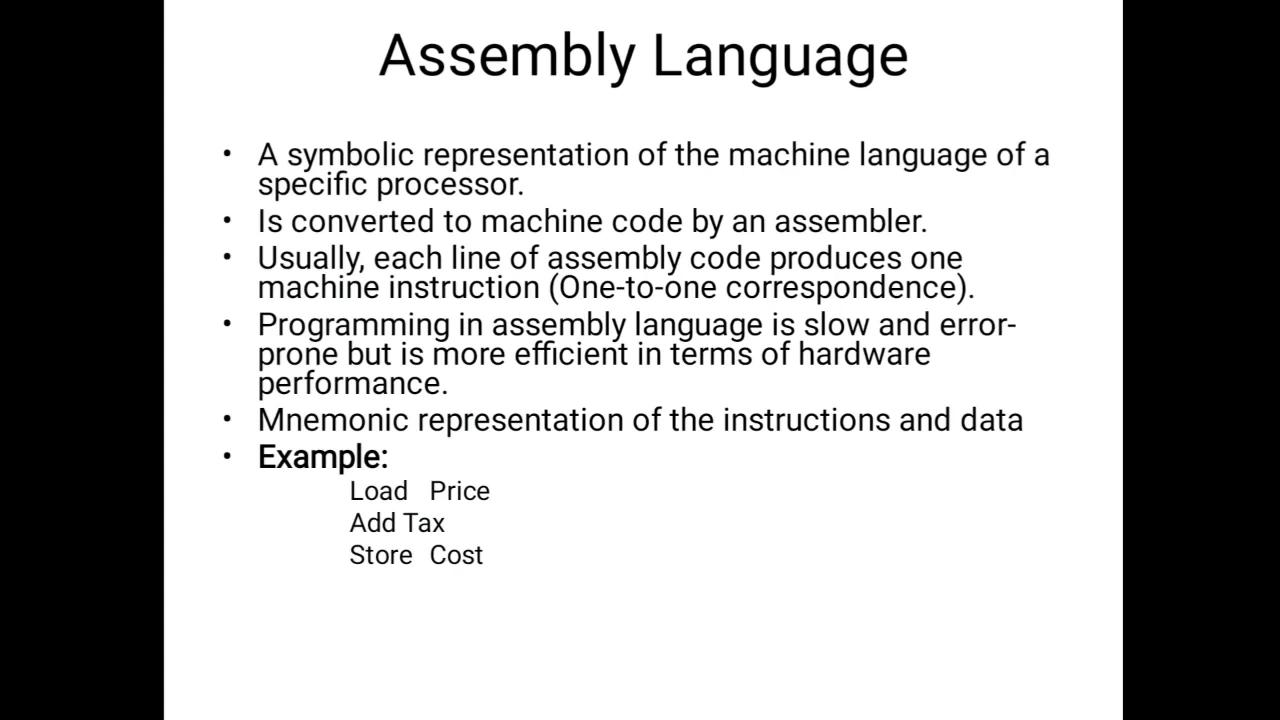 Assembly Language
• A symbolic representation of the machine language of a
specific processor.
• Is converted to machine code by an assembler.
• Usually, each line of assembly code produces one
machine instruction (One-to-one correspondence).
• Programming in assembly language is slow and error-
prone but is more efficient in terms of hardware
performance.
• Mnemonic representation of the instructions and data
• Example:
Load Price
Add Tax
Store Cost